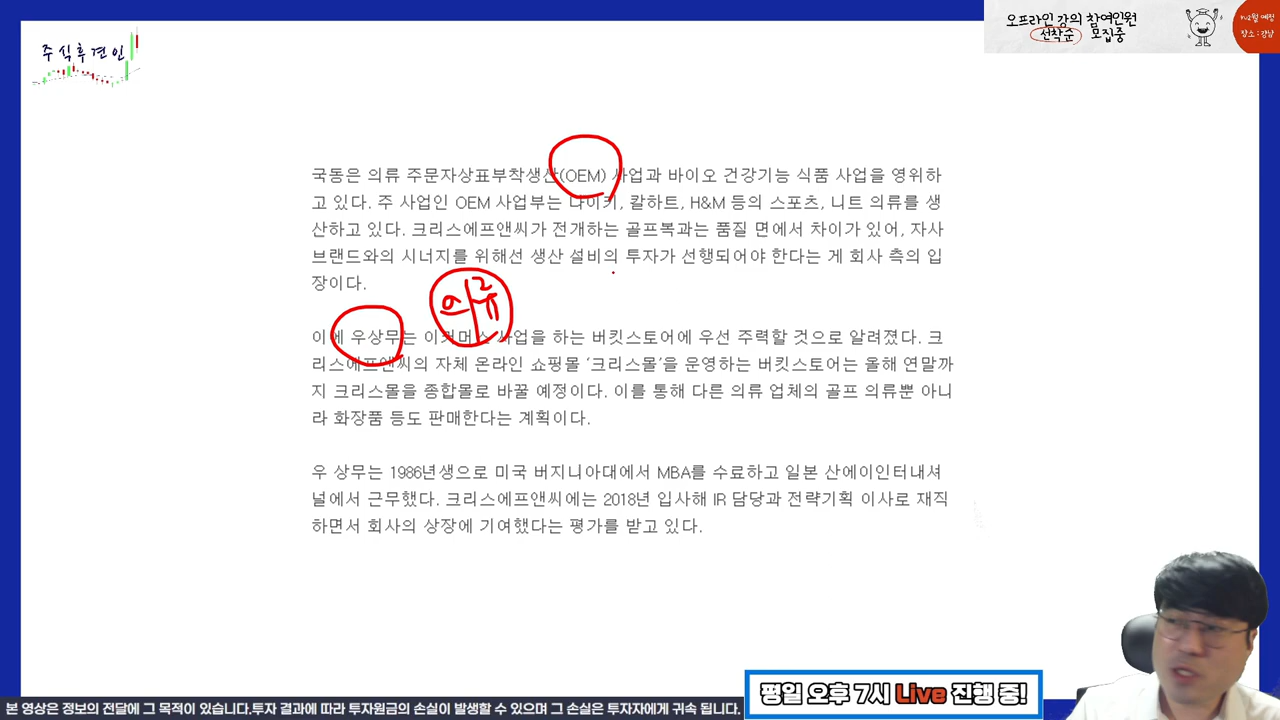 오프라인 강의 참여인원
선착순 모집중
장소 : 강남
주식후견인
국동은 의류 주문자상표부착생산(OEM) 사업과 바이오 건강기능 식품 사업을 영위하
고 있다. 주 사업인 OEM 사업부는 나이키, 칼하트, H&M 등의 스포츠, 니트 의류를 생
산하고 있다. 크리스에프앤씨가 전개하는 골프복과는 품질 면에서 차이가 있어, 자사
브랜드와의 시너지를 위해선 생산 설비의 투자가 선행되어야 한다는 게 회사 측의 입
장이다.
의류
이에 우상무는 이커머스 사업을 하는 버킷스토어에 우선 주력할 것으로 알려졌다. 크
리스에프앤씨의 자체 온라인 쇼핑몰 ‘크리스몰’을 운영하는 버킷스토어는 올해 연말까
지 크리스몰을 종합몰로 바꿀 예정이다. 이를 통해 다른 의류 업체의 골프 의류뿐 아니
라 화장품 등도 판매한다는 계획이다.
우 상무는 1986년생으로 미국 버지니아대에서 MBA를 수료하고 일본 산에이인터내셔
널에서 근무했다. 크리스에프앤씨에는 2018년 입사해 IR 담당과 전략기획 이사로 재직
하면서 회사의 상장에 기여했다는 평가를 받고 있다.
평일 오후 7시 Live 진행 중!
본 영상은 정보의 전달에 그 목적이 있습니다.투자 결과에 따라 투자원금의 손실이 발생할 수 있으며 그 손실은 투자자에게 귀속 됩니다.